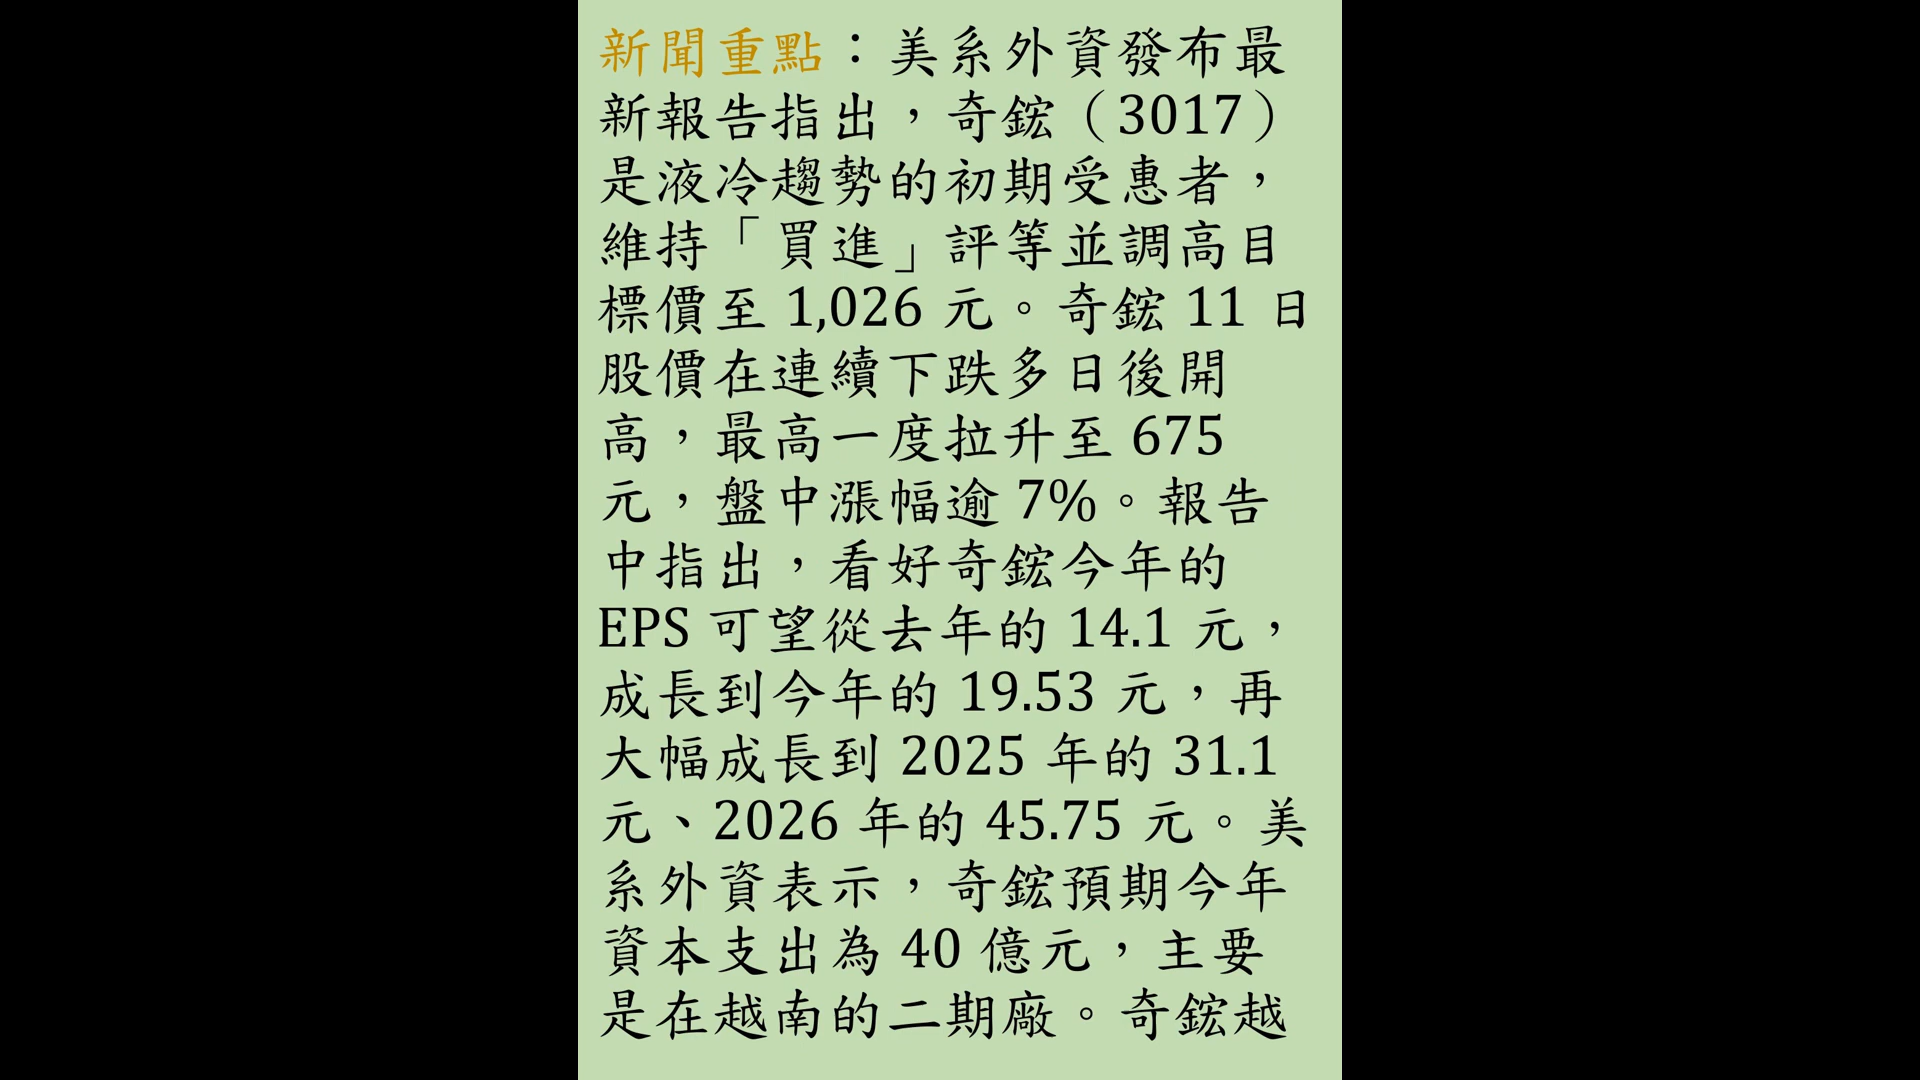 新聞重點：美系外資發布最
新報告指出，奇鋐（3017）
是液冷趨勢的初期受惠者，
維持「買進」評等並調高目
標價至 1,026 元。奇鋐 11 日
股價在連續下跌多日後開
高，最高一度拉升至 675
元，盤中漲幅逾 7%。報告
中指出，看好奇鋐今年的
EPS 可望從去年的 14.1 元，
成長到今年的 19.53 元，再
大幅成長到 2025 年的 31.1
元、2026 年的 45.75 元。美
系外資表示，奇鋐預期今年
資本支出為 40 億元，主要
是在越南的二期廠。奇鋐越